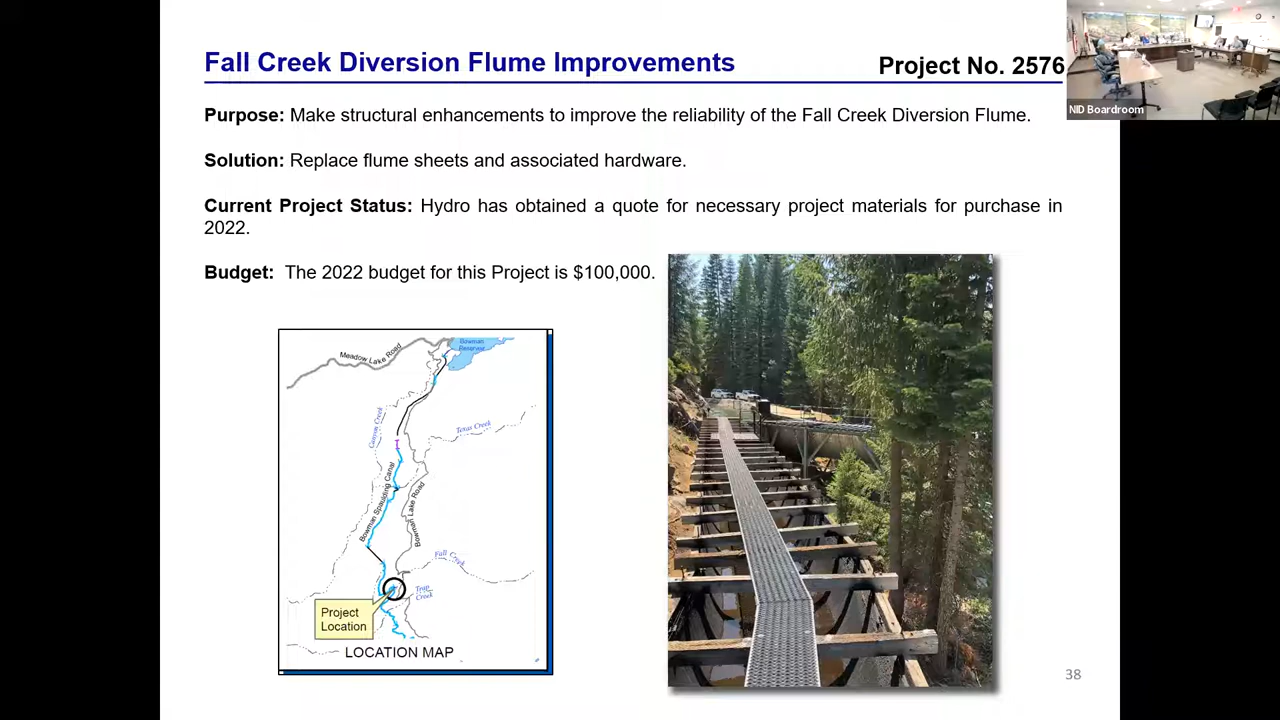 Fall Creek Diversion Flume Improvements
Project No. 2576
NID Boardroom
Purpose: Make structural enhancements to improve the reliability of the Fall Creek Diversion Flume.
Solution: Replace flume sheets and associated hardware.
Current Project Status: Hydro has obtained a quote for necessary project materials for purchase in
2022.
Budget: The 2022 budget for this Project is $100,000.
Bowman
Reservoir
Meadow Lake Road
Canyon Creek
Texas Creek
Bowman Spaulding Canal
Bowman Lake Road
Fall Creek
Trap
Creek
Project
Location
LOCATION MAP
38